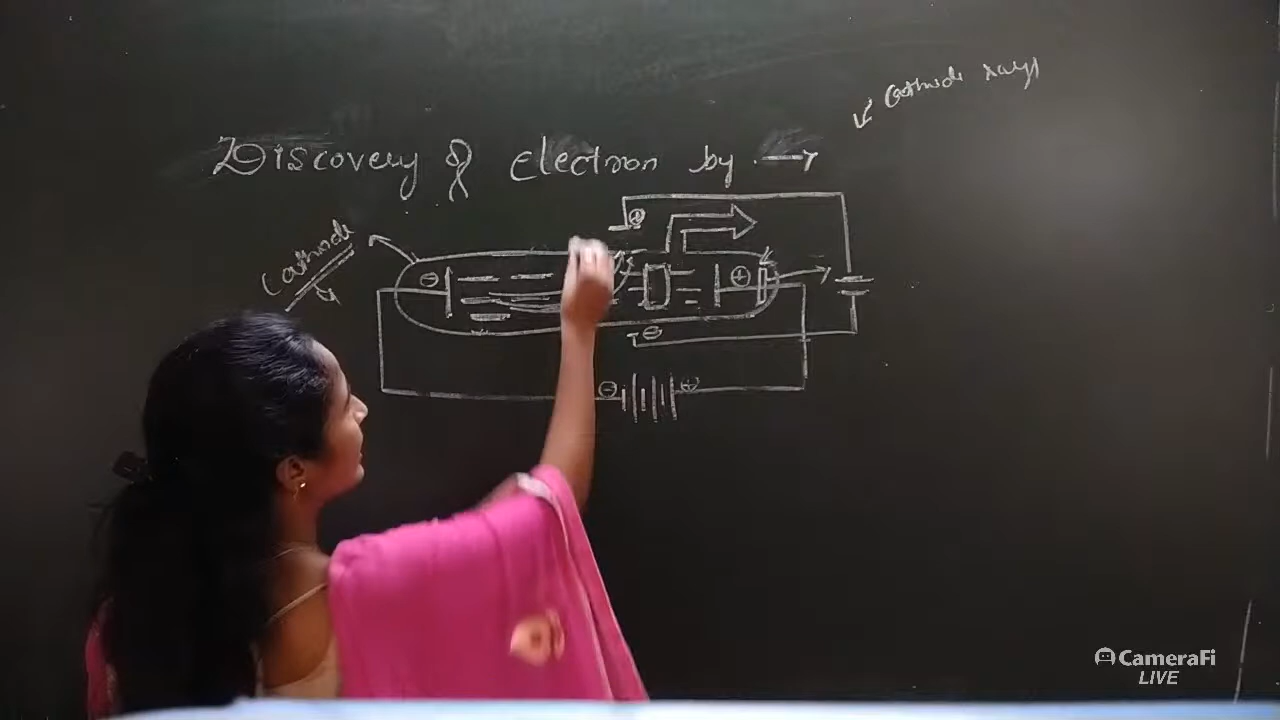 Cathode rays
Discovery of Electron by
Cathode
⊕
⊖
⊕
⊖
⊖
⊕
CameraFi
LIVE